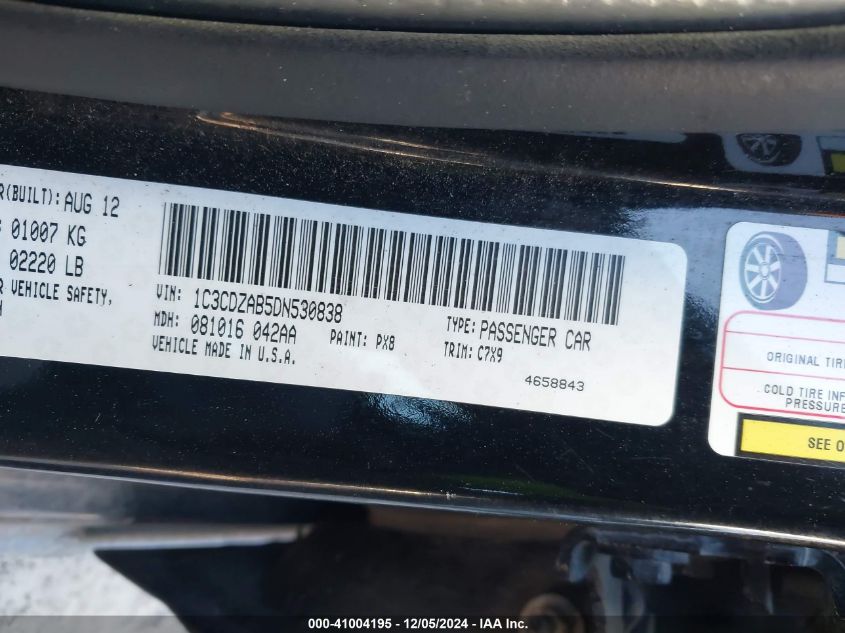 R(BUILT): AUG 12
01007 KG
02220 LB
R VEHICLE SAFETY,
VIN: 1C3CDZAB5DN530838
MDH: 081016 042AA
PAINT: PX8
VEHICLE MADE IN U.S.A.
TYPE: PASSENGER CAR
TRIM: C7X9
4658843
ORIGINAL TIR
COLD TIRE INF
PRESSURE
SEE O
000-41004195 - 12/05/2024 - IAA Inc.